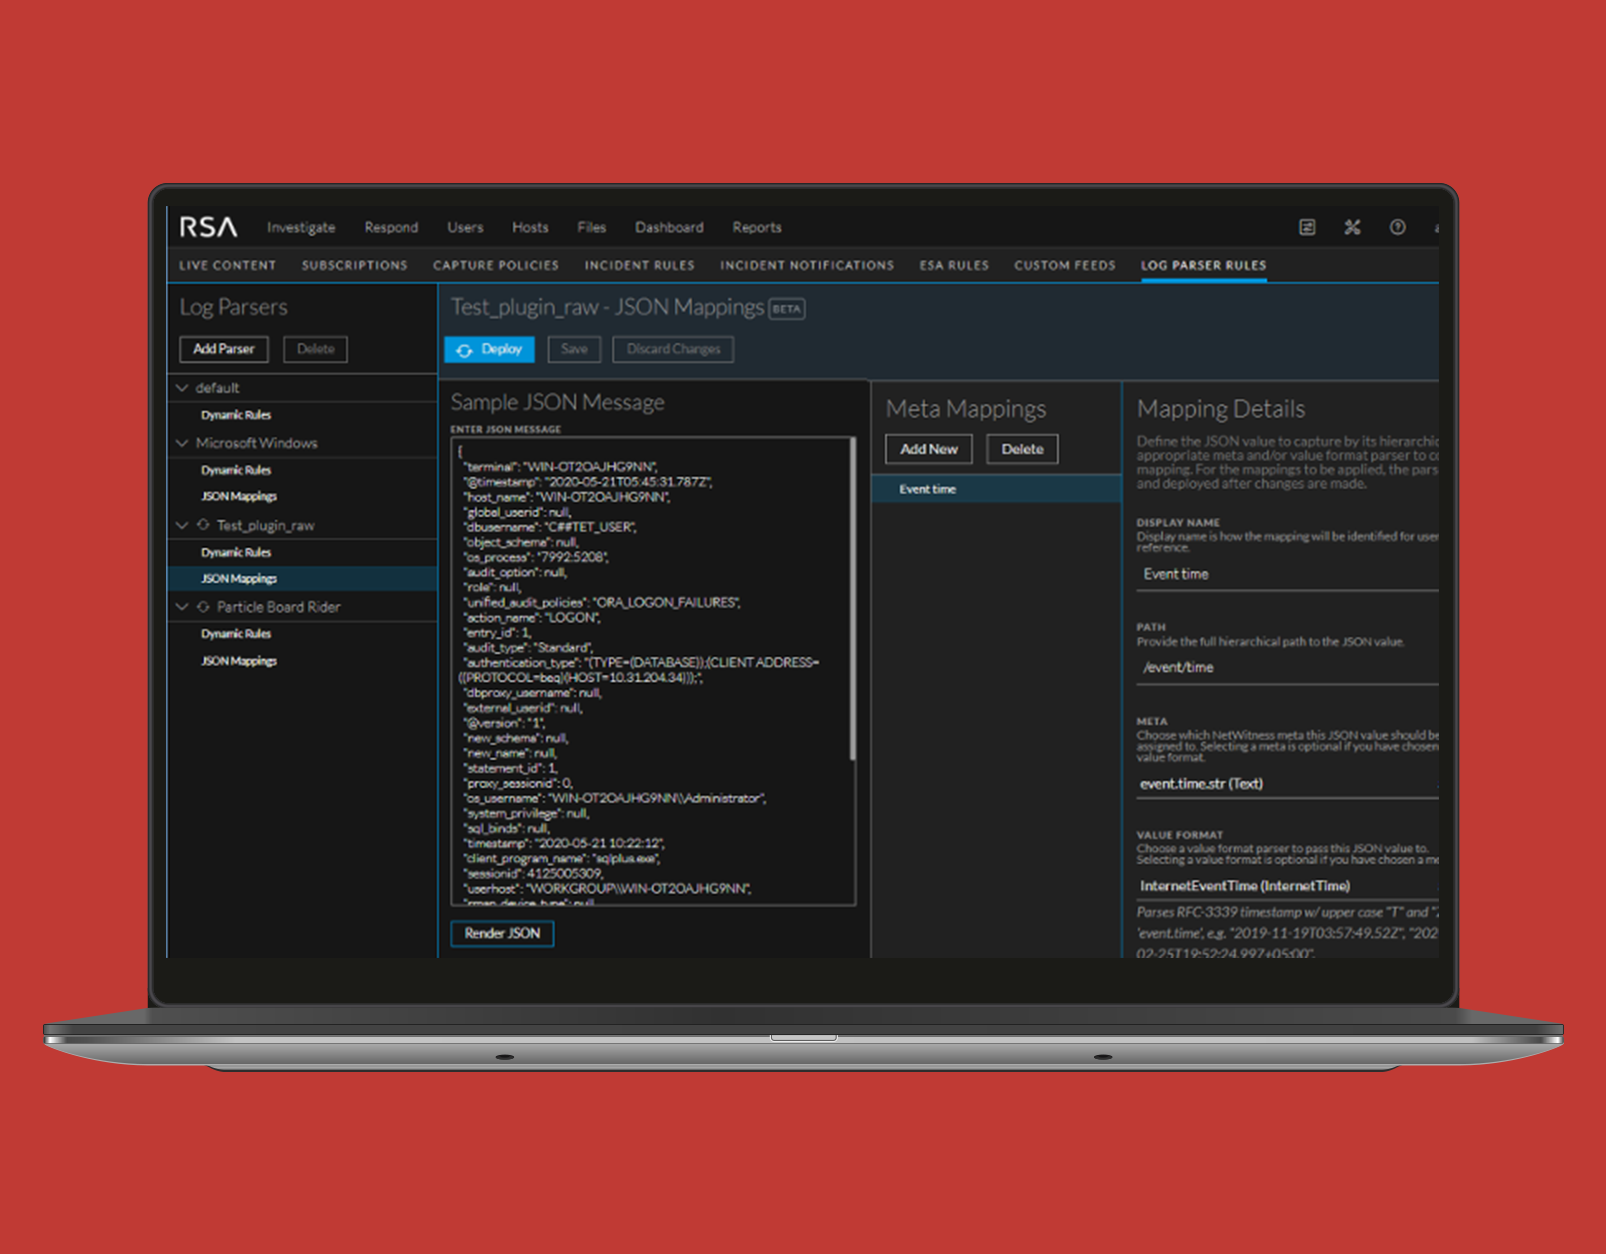 RSA Investigate Respond Users Hosts Files Dashboard Reports
LIVE CONTENT SUBSCRIPTIONS CAPTURE POLICIES INCIDENT RULES INCIDENT NOTIFICATIONS ESA RULES CUSTOM FEEDS LOG PARSER RULES
Log Parsers
Add Parser Delete
default
Dynamic Rules
Microsoft Windows
Dynamic Rules
JSON Mappings
Test_plugin_raw
Dynamic Rules
JSON Mappings
Particle Board Rider
Dynamic Rules
JSON Mappings
Test_plugin_raw - JSON Mappings BETA
Deploy Save Discard Changes
Sample JSON Message
ENTER JSON MESSAGE
{
"terminal": "WIN-OT2OAJHG9NN",
"@timestamp": "2020-05-21T05:45:31.787Z",
"host_name": "WIN-OT2OAJHG9NN",
"global_userid": null,
"dbusername": "C##TET_USER",
"object_schema": null,
"os_process": "7992:5208",
"audit_option": null,
"role": null,
"unified_audit_policies": "ORA_LOGON_FAILURES",
"action_name": "LOGON",
"entry_id": 1,
"audit_type": "Standard",
"authentication_type": "(TYPE=(DATABASE));(CLIENT ADDRESS=
((PROTOCOL=beq)(HOST=10.31.204.34)));",
"dbproxy_username": null,
"external_userid": null,
"@version": "1",
"new_schema": null,
"new_name": null,
"statement_id": 1,
"proxy_sessionid": 0,
"os_username": "WIN-OT2OAJHG9NN\\Administrator",
"system_privilege": null,
"sql_binds": null,
"timestamp": "2020-05-21 10:22:12",
"client_program_name": "sqlplus.exe",
"sessionid": 4125005309,
"userhost": "WORKGROUP\\WIN-OT2OAJHG9NN",
"rman_device_type": null
Render JSON
Meta Mappings
Add New Delete
Event time
Mapping Details
Define the JSON value to capture by its hierarchic
appropriate meta and/or value format parser to co
mapping. For the mappings to be applied, the pars
and deployed after changes are made.
DISPLAY NAME
Display name is how the mapping will be identified for user
reference.
Event time
PATH
Provide the full hierarchical path to the JSON value.
/event/time
META
Choose which NetWitness meta this JSON value should be
assigned to. Selecting a meta is optional if you have chosen
value format.
event.time.str (Text)
VALUE FORMAT
Choose a value format parser to pass this JSON value to.
Selecting a value format is optional if you have chosen a me
InternetEventTime (InternetTime)
Parses RFC-3339 timestamp w/ upper case "T" and "
'event.time', e.g. "2019-11-19T03:57:49.52Z", "202
02-25T19:52:24.997+05:00".